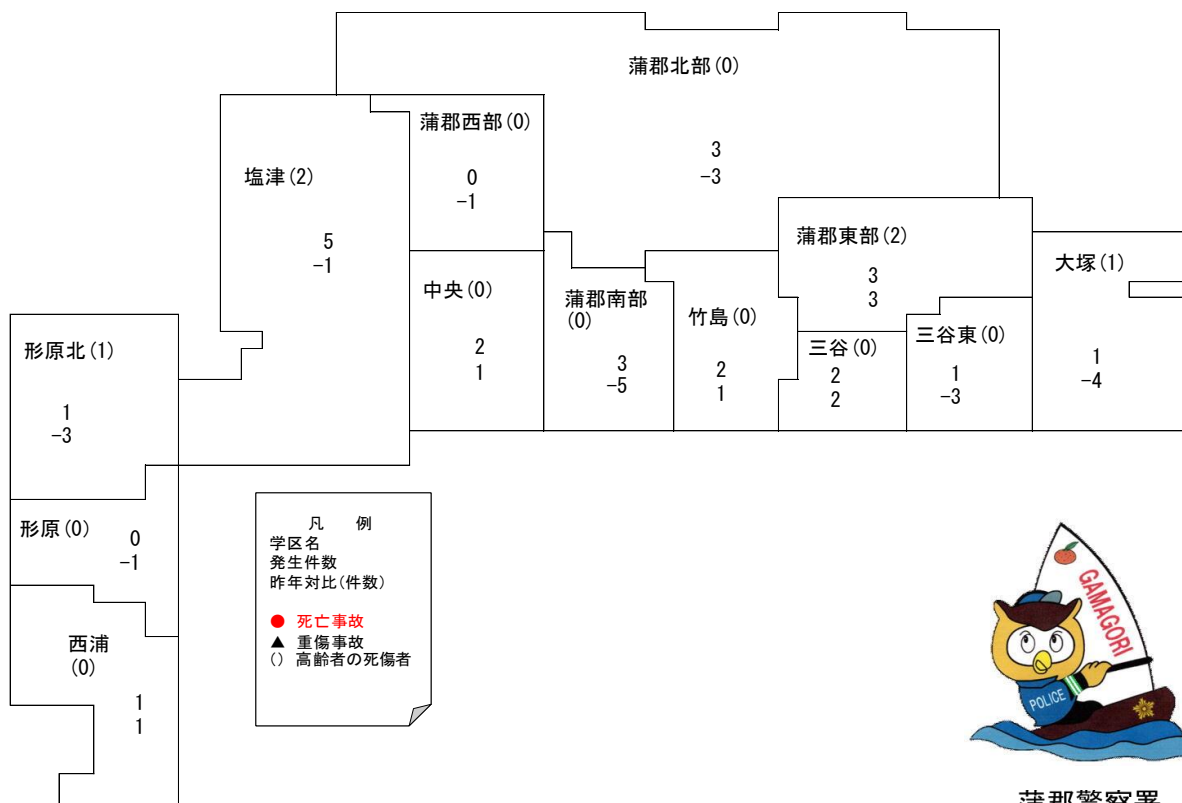 蒲郡北部(0)
3
-3
蒲郡西部(0)
0
-1
塩津(2)
5
-1
蒲郡東部(2)
3
3
大塚(1)
1
-4
中央(0)
2
1
蒲郡南部
(0)
3
-5
竹島(0)
2
1
三谷(0)
2
2
三谷東(0)
1
-3
形原北(1)
1
-3
形原(0)
0
-1
西浦
(0)
1
1
凡 例
学区名
発生件数
昨年対比(件数)
● 死亡事故
▲ 重傷事故
() 高齢者の死傷者
GAMAGORI
POLICE
蒲郡警察署